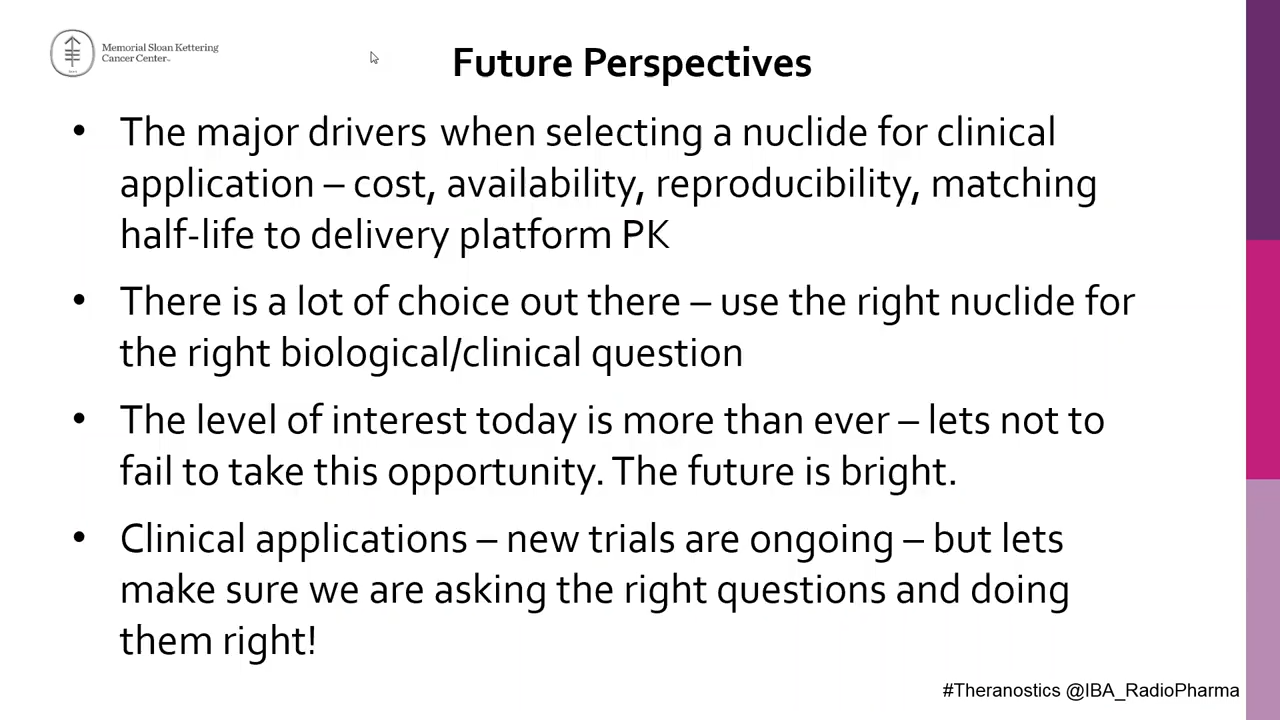 Memorial Sloan Kettering
Cancer Center
Future Perspectives
• The major drivers when selecting a nuclide for clinical
application – cost, availability, reproducibility, matching
half-life to delivery platform PK
• There is a lot of choice out there – use the right nuclide for
the right biological/clinical question
• The level of interest today is more than ever – lets not to
fail to take this opportunity. The future is bright.
• Clinical applications – new trials are ongoing – but lets
make sure we are asking the right questions and doing
them right!
#Theranostics @IBA_RadioPharma